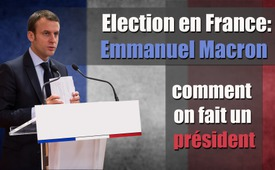 Election en France:
Emmanuel Macron
comment
on fait un
président